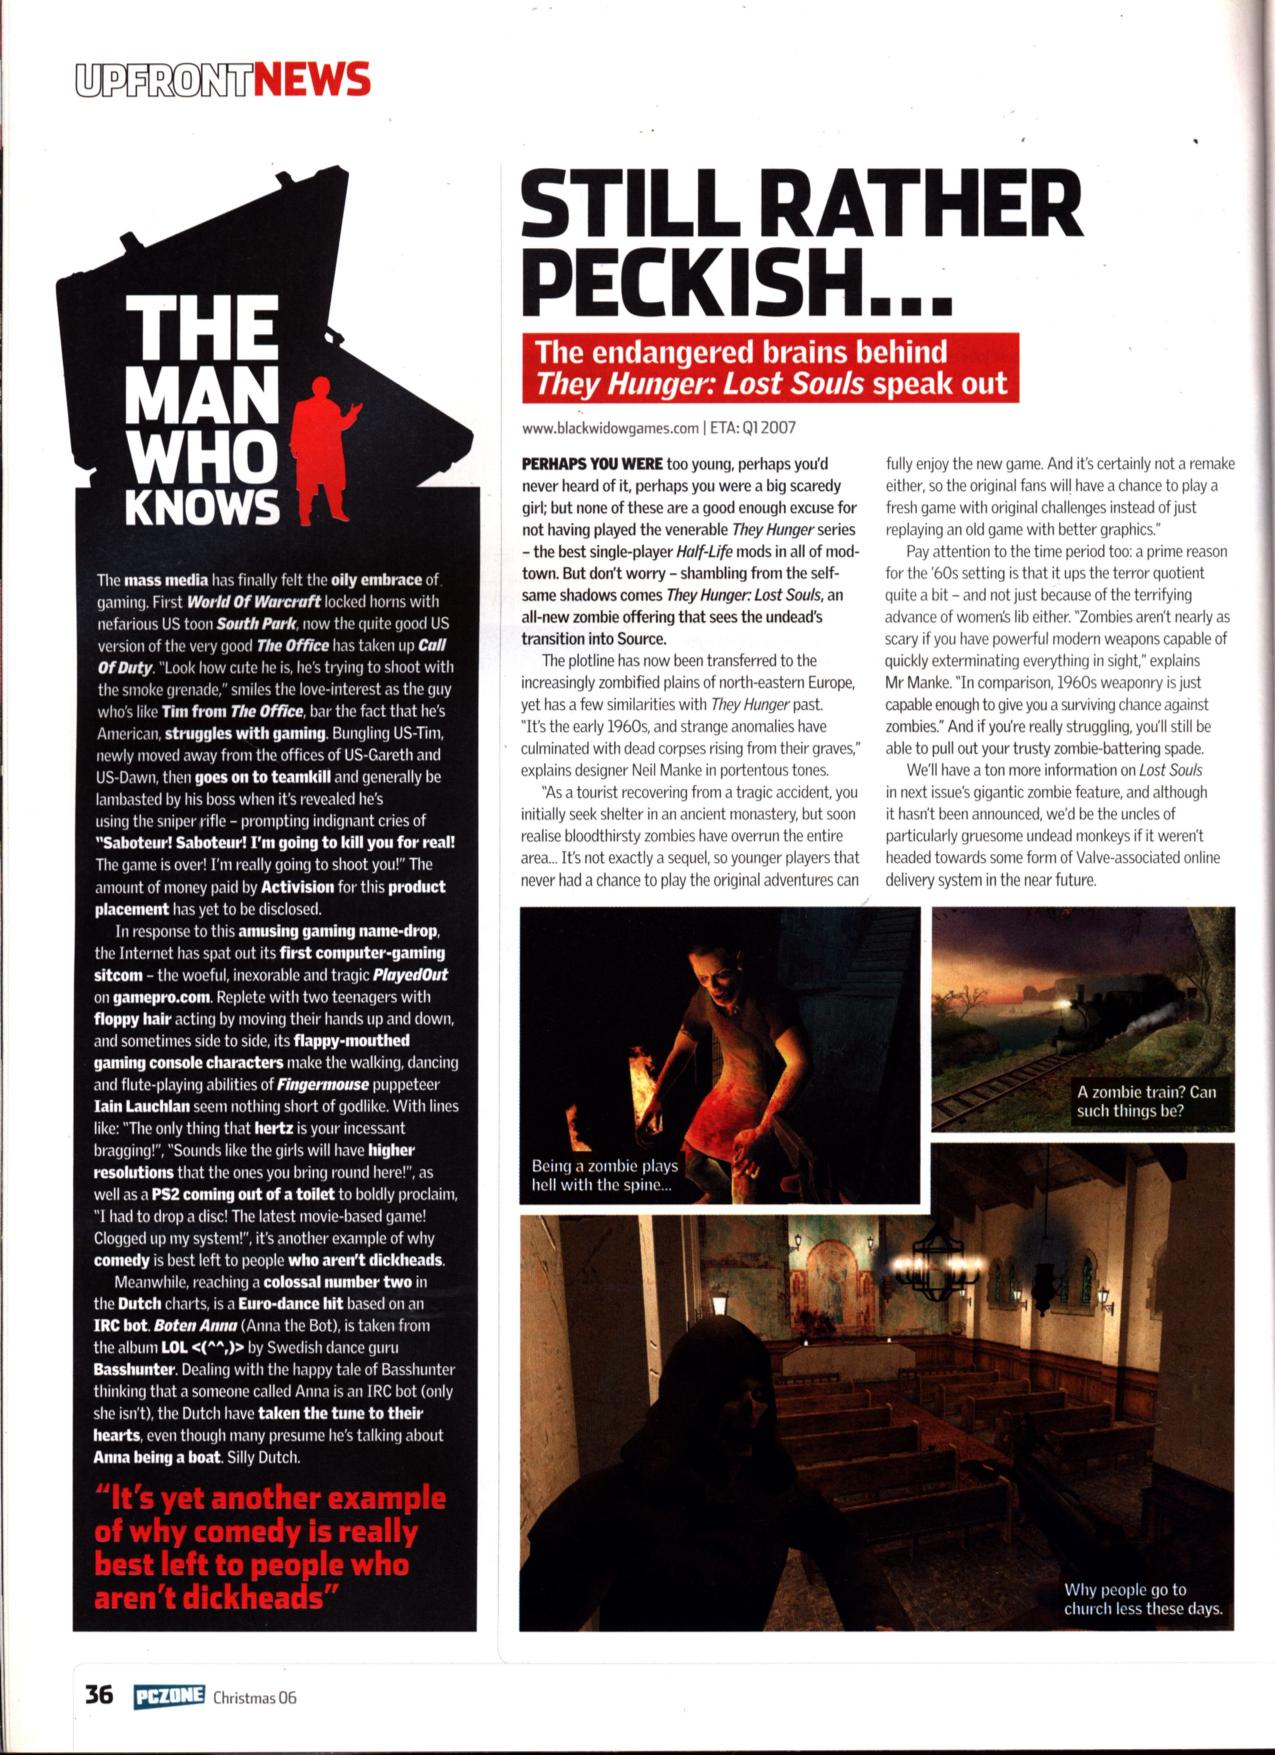 UPFRONTNEWS
THE
MAN
WHO
KNOWS
The mass media has finally felt the oily embrace of
gaming. First World Of Warcraft locked horns with
nefarious US toon South Park, now the quite good US
version of the very good The Office has taken up Call
Of Duty. “Look how cute he is, he's trying to shoot with
the smoke grenade,” smiles the love-interest as the guy
who's like Tim from The Office, bar the fact that he's
American, struggles with gaming. Bungling US-Tim,
newly moved away from the offices of US-Gareth and
US-Dawn, then goes on to teamkill and generally be
lambasted by his boss when it's revealed he's
using the sniper rifle – prompting indignant cries of
“Saboteur! Saboteur! I'm going to kill you for real!
The game is over! I'm really going to shoot you!” The
amount of money paid by Activision for this product
placement has yet to be disclosed.
In response to this amusing gaming name-drop,
the Internet has spat out its first computer-gaming
sitcom – the woeful, inexorable and tragic PlayedOut
on gamepro.com. Replete with two teenagers with
floppy hair acting by moving their hands up and down,
and sometimes side to side, its flappy-mouthed
gaming console characters make the walking, dancing
and flute-playing abilities of Fingermouse puppeteer
Iain Lauchlan seem nothing short of godlike. With lines
like: “The only thing that hertz is your incessant
bragging!”, “Sounds like the girls will have higher
resolutions that the ones you bring round here!”, as
well as a PS2 coming out of a toilet to boldly proclaim,
“I had to drop a disc! The latest movie-based game!
Clogged up my system!”, it's another example of why
comedy is best left to people who aren't dickheads.
Meanwhile, reaching a colossal number two in
the Dutch charts, is a Euro-dance hit based on an
IRC bot. Boten Anna (Anna the Bot), is taken from
the album LOL <(^^,)> by Swedish dance guru
Basshunter. Dealing with the happy tale of Basshunter
thinking that a someone called Anna is an IRC bot (only
she isn't), the Dutch have taken the tune to their
hearts, even though many presume he's talking about
Anna being a boat. Silly Dutch.
“It's yet another example
of why comedy is really
best left to people who
aren't dickheads”
STILL RATHER
PECKISH...
The endangered brains behind
They Hunger: Lost Souls speak out
www.blackwidowgames.com | ETA: Q1 2007
PERHAPS YOU WERE too young, perhaps you'd
never heard of it, perhaps you were a big scaredy
girl; but none of these are a good enough excuse for
not having played the venerable They Hunger series
– the best single-player Half-Life mods in all of mod-
town. But don't worry – shambling from the self-
same shadows comes They Hunger: Lost Souls, an
all-new zombie offering that sees the undead's
transition into Source.
The plotline has now been transferred to the
increasingly zombified plains of north-eastern Europe,
yet has a few similarities with They Hunger past.
“It's the early 1960s, and strange anomalies have
culminated with dead corpses rising from their graves,”
explains designer Neil Manke in portentous tones.
“As a tourist recovering from a tragic accident, you
initially seek shelter in an ancient monastery, but soon
realise bloodthirsty zombies have overrun the entire
area... It's not exactly a sequel, so younger players that
never had a chance to play the original adventures can
fully enjoy the new game. And it's certainly not a remake
either, so the original fans will have a chance to play a
fresh game with original challenges instead of just
replaying an old game with better graphics.”
Pay attention to the time period too: a prime reason
for the '60s setting is that it ups the terror quotient
quite a bit – and not just because of the terrifying
advance of women's lib either. “Zombies aren't nearly as
scary if you have powerful modern weapons capable of
quickly exterminating everything in sight,” explains
Mr Manke. “In comparison, 1960s weaponry is just
capable enough to give you a surviving chance against
zombies.” And if you're really struggling, you'll still be
able to pull out your trusty zombie-battering spade.
We'll have a ton more information on Lost Souls
in next issue's gigantic zombie feature, and although
it hasn't been announced, we'd be the uncles of
particularly gruesome undead monkeys if it weren't
headed towards some form of Valve-associated online
delivery system in the near future.
Being a zombie plays
hell with the spine...
A zombie train? Can
such things be?
Why people go to
church less these days.
36 PCZONE Christmas 06